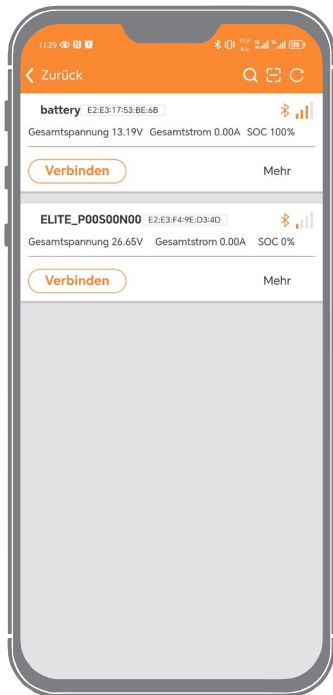 11:29
Zurück
battery E2:E3:17:53:BE:6B
Gesamtspannung 13.19V Gesamtstrom 0.00A SOC 100%
Verbinden Mehr
ELITE_P00S00N00 E2:E3:F4:9E:D3:4D
Gesamtspannung 26.65V Gesamtstrom 0.00A SOC 0%
Verbinden Mehr